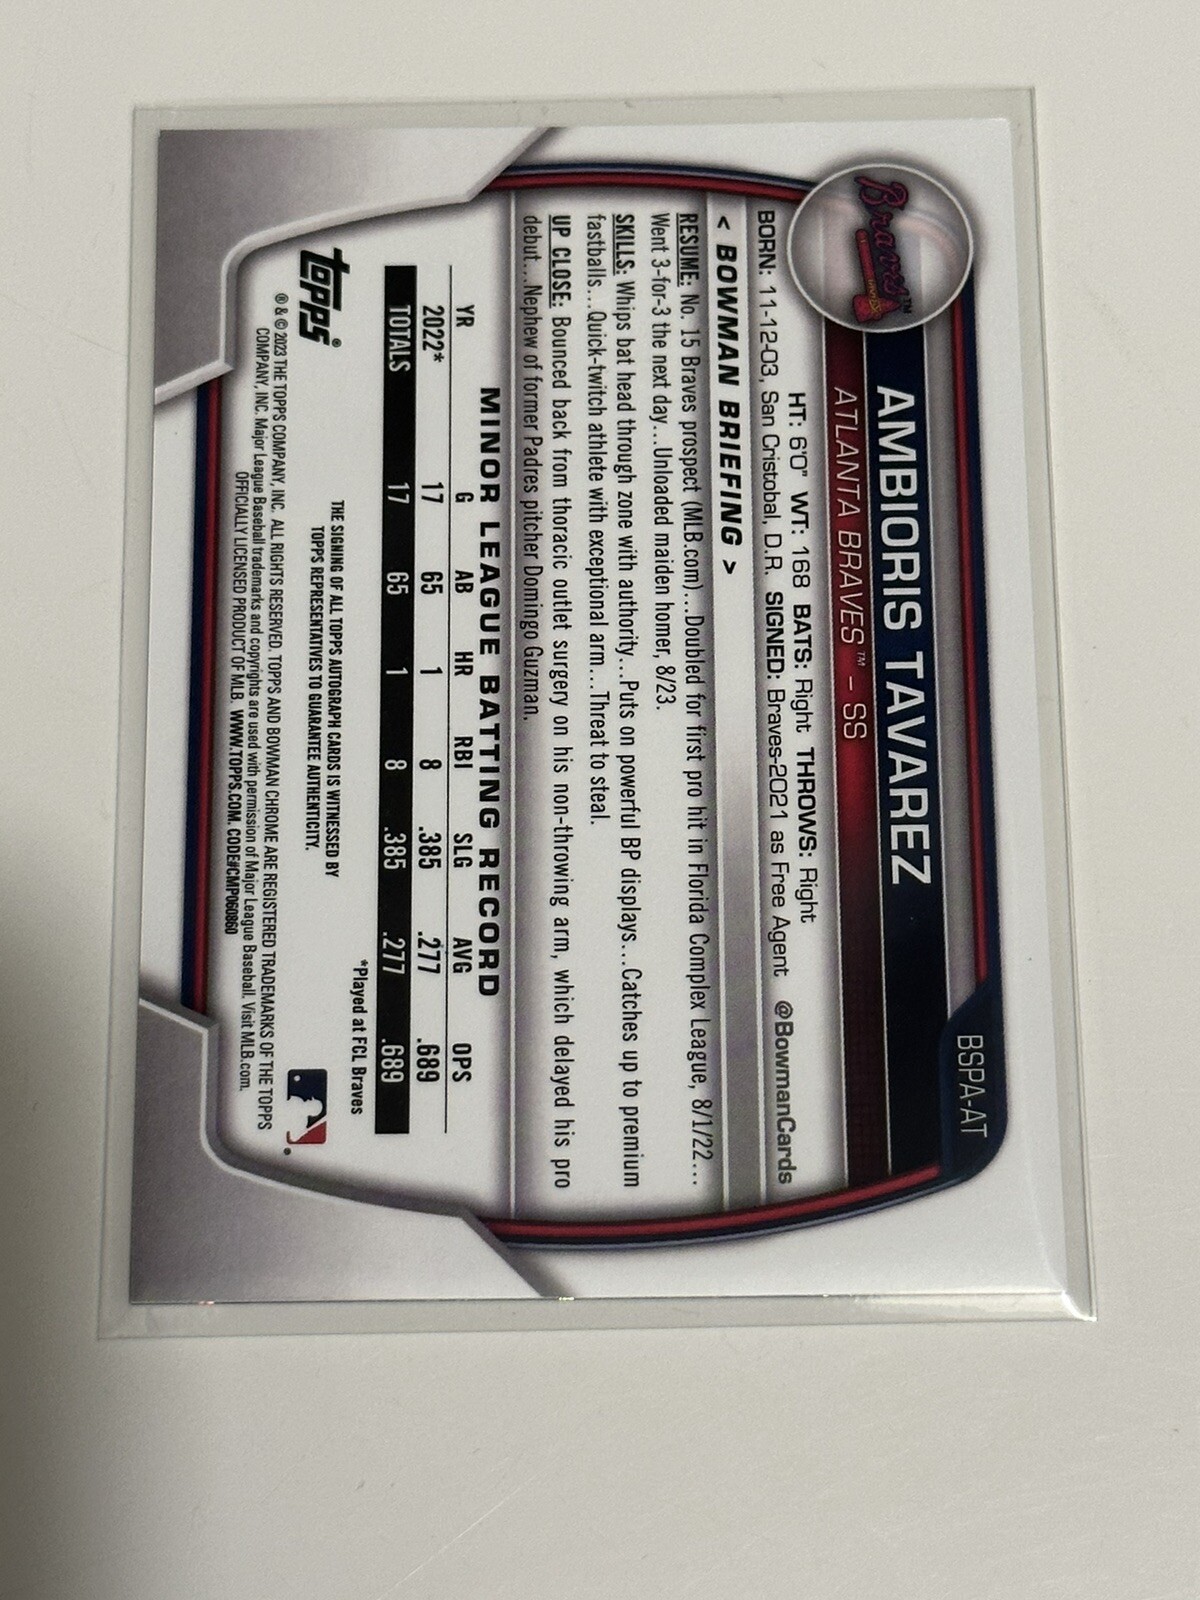 BSPA-AT
Braves™
AMBIORIS TAVAREZ
ATLANTA BRAVES™ – SS
HT: 6'0" WT: 168 BATS: Right THROWS: Right
BORN: 11-12-03, San Cristobal, D.R. SIGNED: Braves-2021 as Free Agent @BowmanCards
< BOWMAN BRIEFING >
RESUME: No. 15 Braves prospect (MLB.com)...Doubled for first pro hit in Florida Complex League, 8/1/22...
Went 3-for-3 the next day...Unloaded maiden homer, 8/23.
SKILLS: Whips bat head through zone with authority...Puts on powerful BP displays...Catches up to premium
fastballs...Quick-twitch athlete with exceptional arm...Threat to steal.
UP CLOSE: Bounced back from thoracic outlet surgery on his non-throwing arm, which delayed his pro
debut...Nephew of former Padres pitcher Domingo Guzman.
MINOR LEAGUE BATTING RECORD
YR G AB HR RBI SLG AVG OPS
2022* 17 65 1 8 .385 .277 .689
TOTALS 17 65 1 8 .385 .277 .689
*Played at FCL Braves
THE SIGNING OF ALL TOPPS AUTOGRAPH CARDS IS WITNESSED BY
TOPPS REPRESENTATIVES TO GUARANTEE AUTHENTICITY.
topps®
® & © 2023 THE TOPPS COMPANY, INC. ALL RIGHTS RESERVED. TOPPS AND BOWMAN CHROME ARE REGISTERED TRADEMARKS OF THE TOPPS
COMPANY, INC. Major League Baseball trademarks and copyrights are used with permission of Major League Baseball. Visit MLB.com.
OFFICIALLY LICENSED PRODUCT OF MLB. WWW.TOPPS.COM. CODE#CMP060860